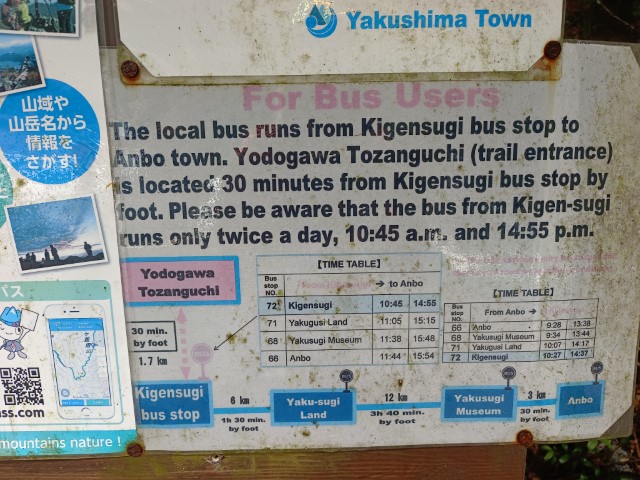 Yakushima Town
山域や
山岳名から
情報を
さがす!
For Bus Users
The local bus runs from Kigensugi bus stop to
Anbo town. Yodogawa Tozanguchi (trail entrance)
is located 30 minutes from Kigensugi bus stop by
foot. Please be aware that the bus from Kigen-sugi
runs only twice a day, 10:45 a.m. and 14:55 p.m.
Yodogawa
Tozanguchi
【TIME TABLE】
Bus stop NO. → to Anbo
72 Kigensugi 10:45 14:55
71 Yakugusi Land 11:05 15:15
68 Yakusugi Museum 11:38 15:48
66 Anbo 11:44 15:54
【TIME TABLE】
Bus stop NO. From Anbo →
66 Anbo 9:28 13:38
68 Yakusugi Museum 9:34 13:44
71 Yakugusi Land 10:07 14:17
72 Kigensugi 10:27 14:37
30 min.
by foot
1.7 km
Kigensugi
bus stop
6 km
1h 30 min.
by foot
Yaku-sugi
Land
12 km
3h 40 min.
by foot
Yakusugi
Museum
3 km
30 min.
by foot
Anbo
パス
ss.com
mountains nature !